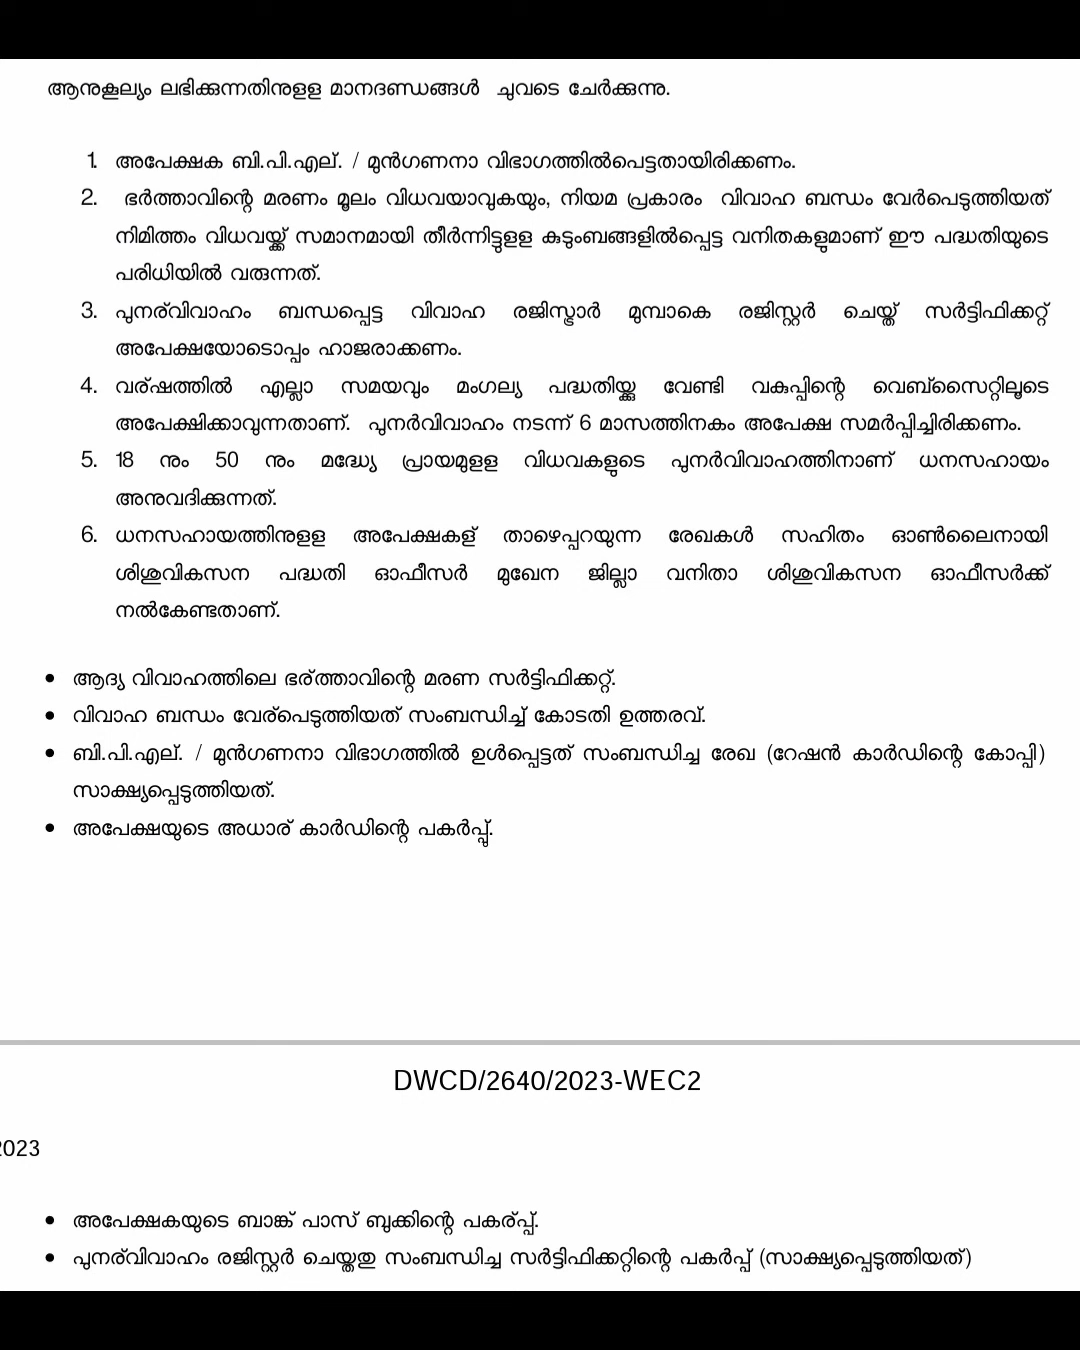 ആനുകൂല്യം ലഭിക്കുന്നതിനുളള മാനദണ്ഡങ്ങൾ ചുവടെ ചേർക്കുന്നു.
1. അപേക്ഷക ബി.പി.എല്. / മുൻഗണനാ വിഭാഗത്തിൽപെട്ടതായിരിക്കണം.
2. ഭർത്താവിന്റെ മരണം മൂലം വിധവയാവുകയും, നിയമ പ്രകാരം വിവാഹ ബന്ധം വേർപെടുത്തിയത്
നിമിത്തം വിധവയ്ക്ക് സമാനമായി തീർന്നിട്ടുളള കുടുംബങ്ങളിൽപ്പെട്ട വനിതകളുമാണ് ഈ പദ്ധതിയുടെ
പരിധിയിൽ വരുന്നത്.
3. പുനര്വിവാഹം ബന്ധപ്പെട്ട വിവാഹ രജിസ്ട്രാർ മുമ്പാകെ രജിസ്റ്റർ ചെയ്ത് സർട്ടിഫിക്കറ്റ്
അപേക്ഷയോടൊപ്പം ഹാജരാക്കണം.
4. വര്ഷത്തിൽ എല്ലാ സമയവും മംഗല്യ പദ്ധതിയ്ക്കു വേണ്ടി വകുപ്പിന്റെ വെബ്സൈറ്റിലൂടെ
അപേക്ഷിക്കാവുന്നതാണ്. പുനർവിവാഹം നടന്ന് 6 മാസത്തിനകം അപേക്ഷ സമർപ്പിച്ചിരിക്കണം.
5. 18 നും 50 നും മദ്ധ്യേ പ്രായമുളള വിധവകളുടെ പുനർവിവാഹത്തിനാണ് ധനസഹായം
അനുവദിക്കുന്നത്.
6. ധനസഹായത്തിനുളള അപേക്ഷകള് താഴെപ്പറയുന്ന രേഖകൾ സഹിതം ഓൺലൈനായി
ശിശുവികസന പദ്ധതി ഓഫീസർ മുഖേന ജില്ലാ വനിതാ ശിശുവികസന ഓഫീസർക്ക്
നൽകേണ്ടതാണ്.
• ആദ്യ വിവാഹത്തിലെ ഭര്ത്താവിന്റെ മരണ സർട്ടിഫിക്കറ്റ്.
• വിവാഹ ബന്ധം വേര്പെടുത്തിയത് സംബന്ധിച്ച് കോടതി ഉത്തരവ്.
• ബി.പി.എല്. / മുൻഗണനാ വിഭാഗത്തിൽ ഉൾപ്പെട്ടത് സംബന്ധിച്ച രേഖ (റേഷൻ കാർഡിന്റെ കോപ്പി)
സാക്ഷ്യപ്പെടുത്തിയത്.
• അപേക്ഷയുടെ അധാര് കാർഡിന്റെ പകർപ്പ്.
DWCD/2640/2023-WEC2
2023
• അപേക്ഷകയുടെ ബാങ്ക് പാസ് ബുക്കിന്റെ പകര്പ്പ്.
• പുനര്വിവാഹം രജിസ്റ്റർ ചെയ്തതു സംബന്ധിച്ച സർട്ടിഫിക്കറ്റിന്റെ പകർപ്പ് (സാക്ഷ്യപ്പെടുത്തിയത്)